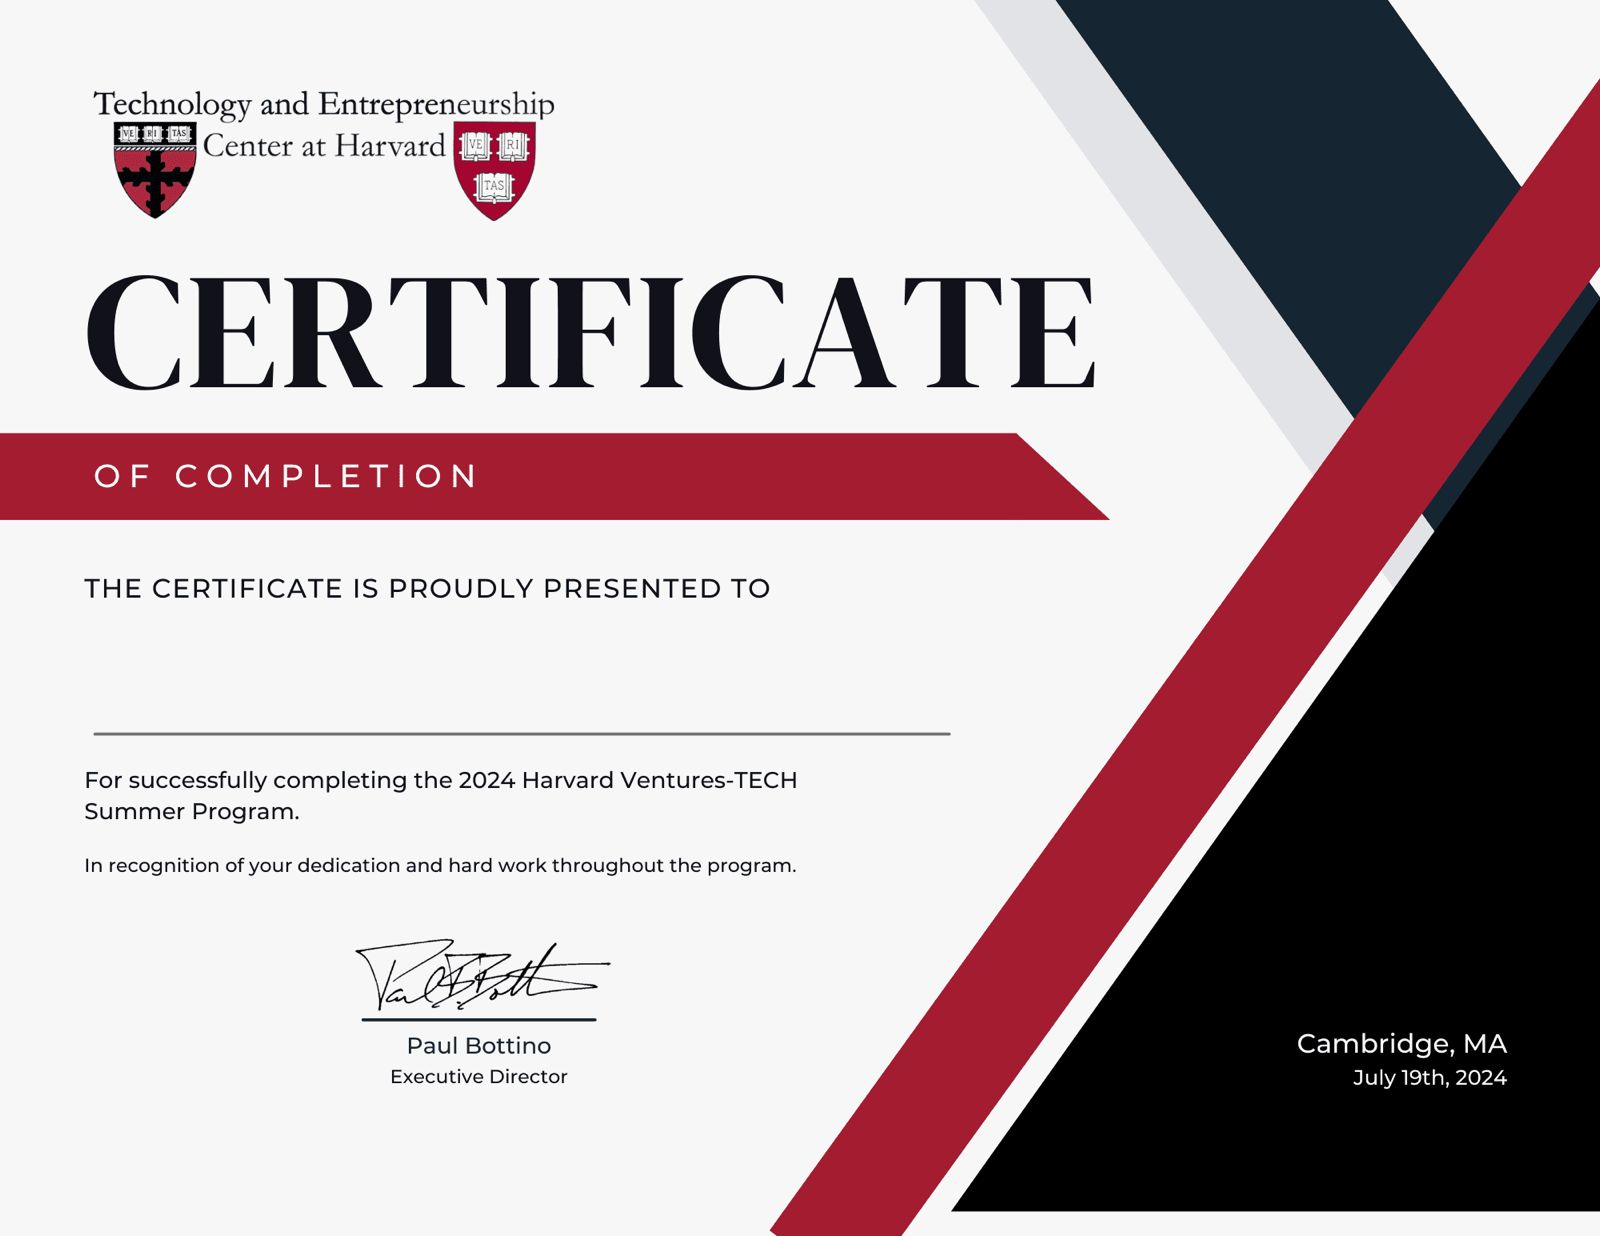 Technology and Entrepreneurship
Center at Harvard
VE RI TAS
VE RI
TAS
CERTIFICATE
OF COMPLETION
THE CERTIFICATE IS PROUDLY PRESENTED TO
For successfully completing the 2024 Harvard Ventures-TECH
Summer Program.
In recognition of your dedication and hard work throughout the program.
Paul B. Bottino
Paul Bottino
Executive Director
Cambridge, MA
July 19th, 2024